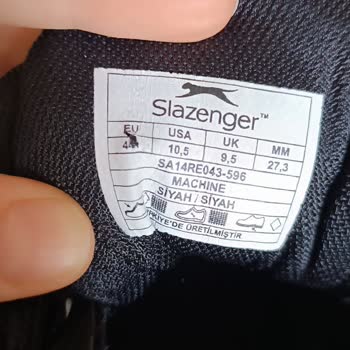 Slazenger™
EU USA UK MM
44 10,5 9,5 27,3
SA14RE043-596
MACHINE
SİYAH / SİYAH
TÜRKİYE'DE ÜRETİLMİŞTİR